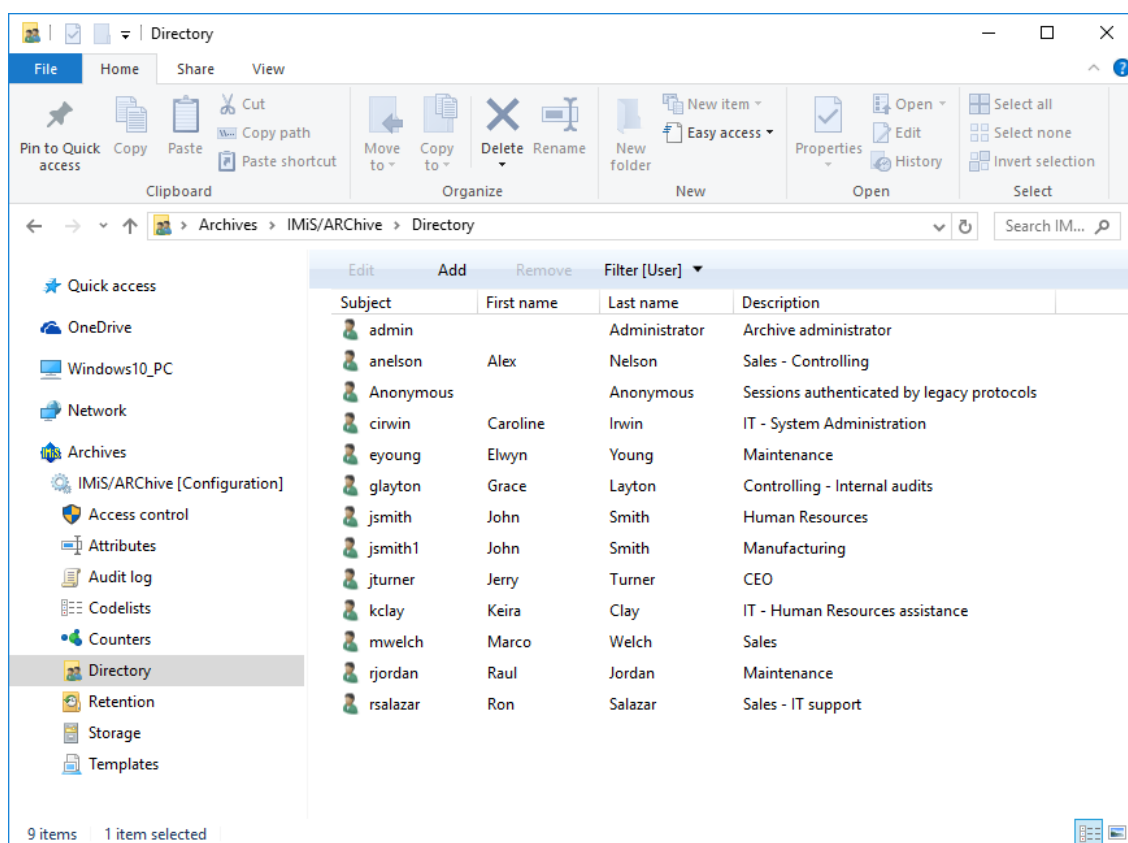 Directory
File Home Share View
Pin to Quick access
Copy
Paste
Cut
Copy path
Paste shortcut
Clipboard
Move to
Copy to
Delete
Rename
Organize
New folder
New item
Easy access
New
Properties
Open
Edit
History
Open
Select all
Select none
Invert selection
Select
Archives IMiS/ARChive Directory
Search IM...
Quick access
OneDrive
Windows10_PC
Network
Archives
IMiS/ARChive [Configuration]
Access control
Attributes
Audit log
Codelists
Counters
Directory
Retention
Storage
Templates
Edit Add Remove Filter [User]
Subject First name Last name Description
admin Administrator Archive administrator
anelson Alex Nelson Sales - Controlling
Anonymous Anonymous Sessions authenticated by legacy protocols
cirwin Caroline Irwin IT - System Administration
eyoung Elwyn Young Maintenance
glayton Grace Layton Controlling - Internal audits
jsmith John Smith Human Resources
jsmith1 John Smith Manufacturing
jturner Jerry Turner CEO
kclay Keira Clay IT - Human Resources assistance
mwelch Marco Welch Sales
rjordan Raul Jordan Maintenance
rsalazar Ron Salazar Sales - IT support
9 items 1 item selected